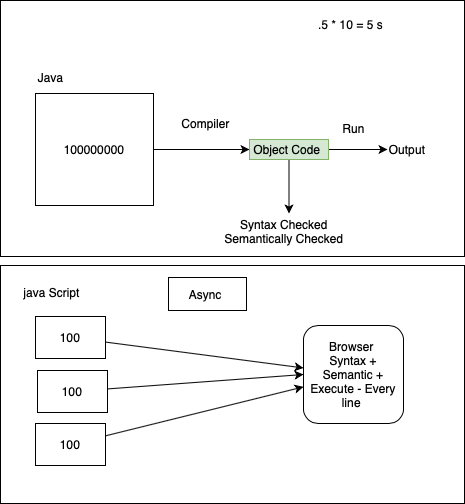 .5 * 10 = 5 s
Java
100000000
Compiler
Object Code
Run
Output
Syntax Checked
Semantically Checked
java Script
Async
100
100
100
Browser
Syntax +
Semantic +
Execute - Every
line